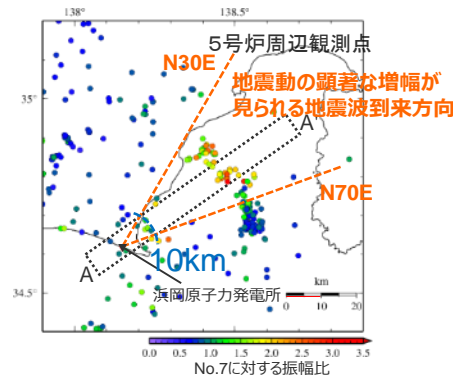 138°
138.5°
5号炉周辺観測点
N30E
地震動の顕著な増幅が
見られる地震波到来方向
35°
A
N70E
10km
A
浜岡原子力発電所
km
0
10
20
34.5°
0.0 0.5 1.0 1.5 2.0 2.5 3.0 3.5
No.7に対する振幅比